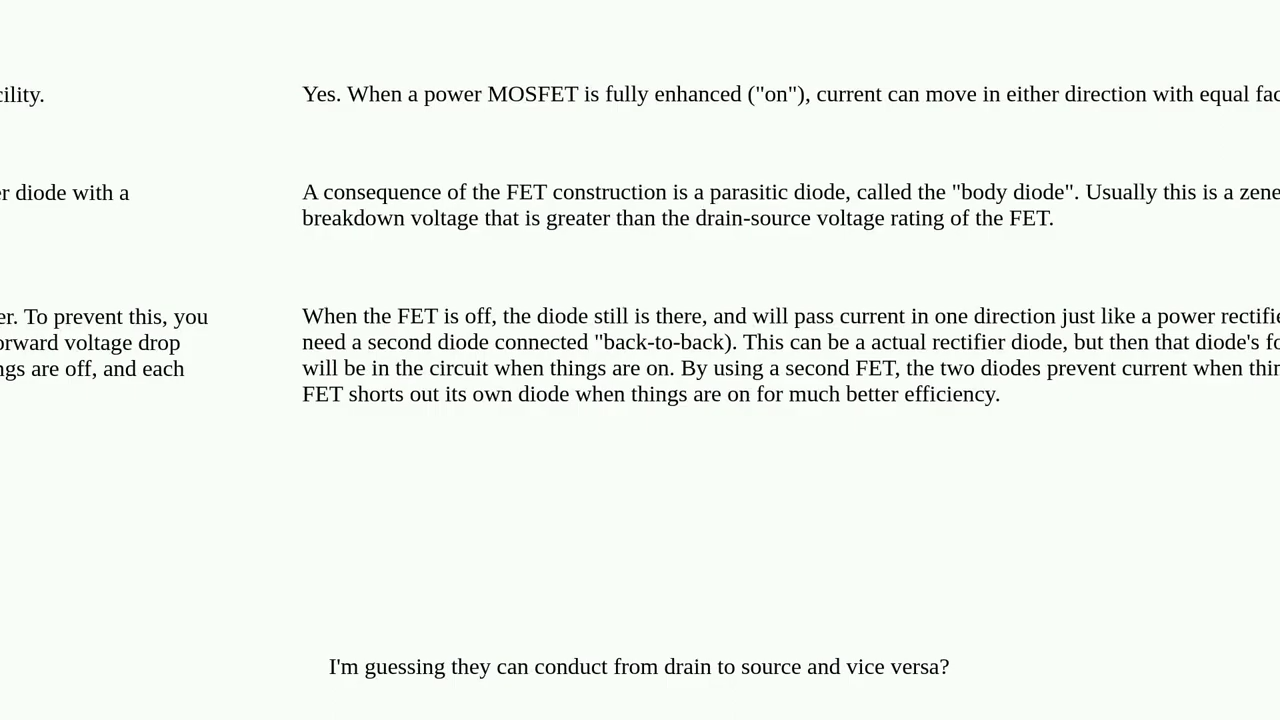 cility.
er diode with a
er. To prevent this, you
orward voltage drop
ngs are off, and each
Yes. When a power MOSFET is fully enhanced ("on"), current can move in either direction with equal fac
A consequence of the FET construction is a parasitic diode, called the "body diode". Usually this is a zene
breakdown voltage that is greater than the drain-source voltage rating of the FET.
When the FET is off, the diode still is there, and will pass current in one direction just like a power rectifie
need a second diode connected "back-to-back). This can be a actual rectifier diode, but then that diode's fo
will be in the circuit when things are on. By using a second FET, the two diodes prevent current when thin
FET shorts out its own diode when things are on for much better efficiency.
I'm guessing they can conduct from drain to source and vice versa?